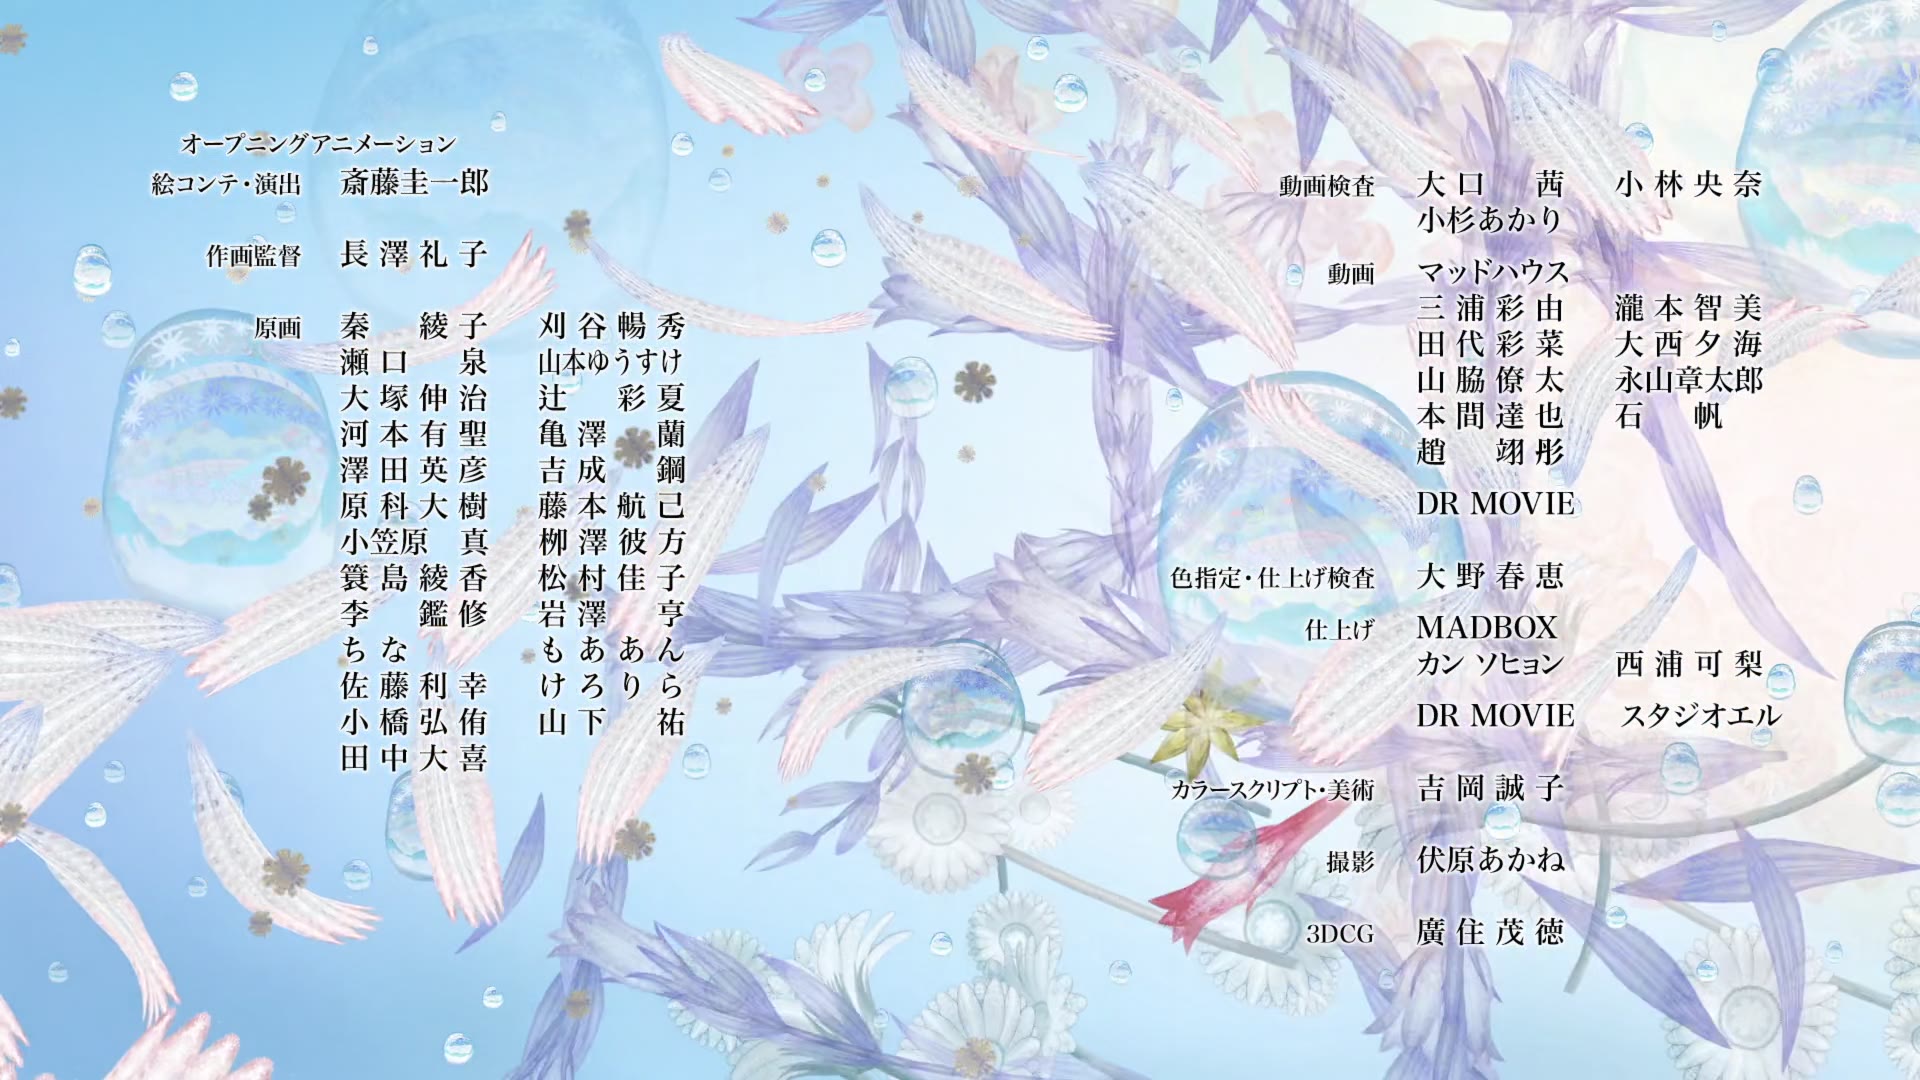 オープニングアニメーション
絵コンテ・演出 斎藤圭一郎
作画監督 長澤礼子
原画 秦 綾子 刈谷暢秀
瀬口 泉 山本ゆうすけ
大塚伸治 辻 彩夏
河本有聖 亀澤 蘭
澤田英彦 吉成 鋼
原科大樹 藤本航己
小笠原 真 柳澤彼方
簑島綾香 松村佳子
李 鑑修 岩澤 亨
ちな もああん
佐藤利幸 けろりら
小橋弘侑 山下 祐
田中大喜
動画検査 大口 茜 小林央奈
小杉あかり
動画 マッドハウス
三浦彩由 瀧本智美
田代彩菜 大西夕海
山脇僚太 永山章太郎
本間達也 石 帆
趙 翊彤
DR MOVIE
色指定・仕上げ検査 大野春恵
仕上げ MADBOX
カン ソヒョン 西浦可梨
DR MOVIE スタジオエル
カラースクリプト・美術 吉岡誠子
撮影 伏原あかね
3DCG 廣住茂徳